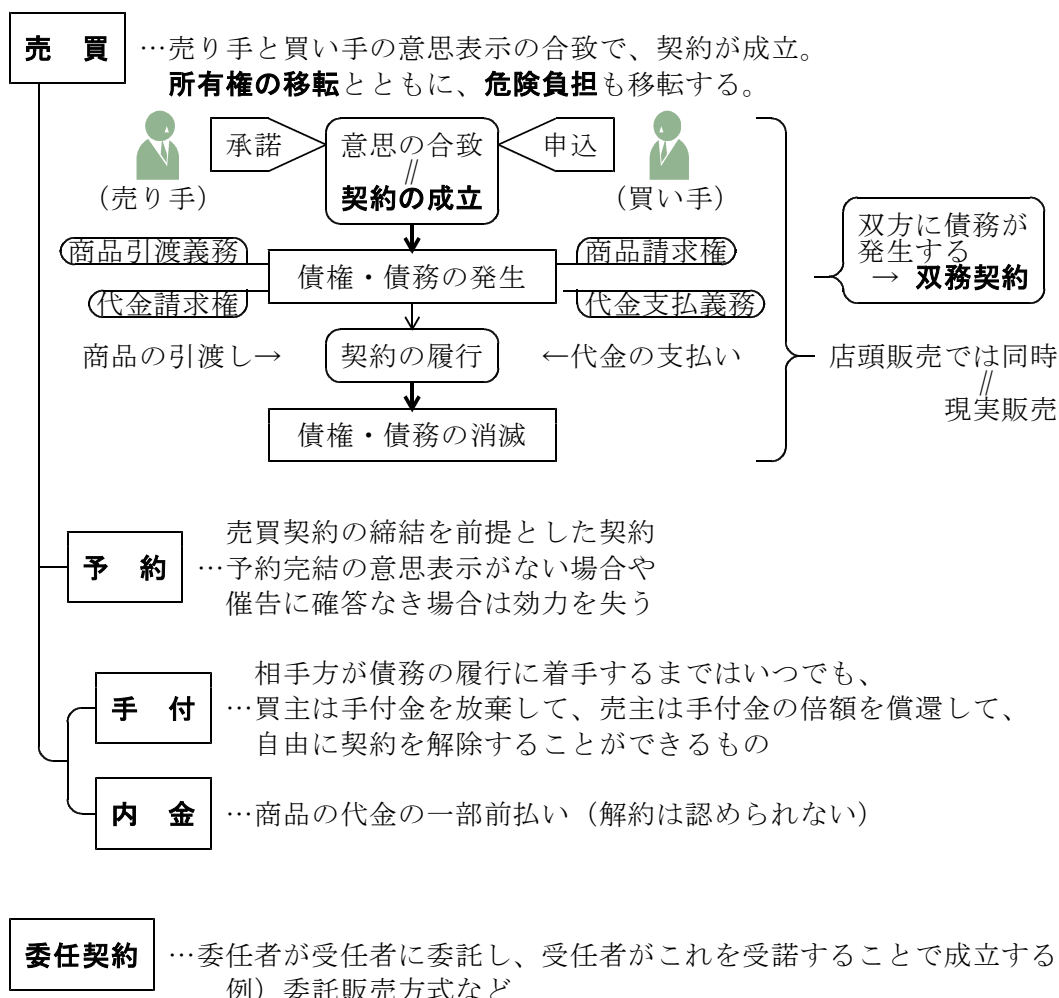 売　買 …売り手と買い手の意思表示の合致で、契約が成立。
所有権の移転とともに、危険負担も移転する。
承諾 意思の合致 申込
∥
(売り手) 契約の成立 (買い手)
商品引渡義務 債権・債務の発生 商品請求権
代金請求権 代金支払義務
双方に債務が
発生する
→ 双務契約
商品の引渡し→ 契約の履行 ←代金の支払い
店頭販売では同時
∥
現実販売
債権・債務の消滅
売買契約の締結を前提とした契約
予　約 …予約完結の意思表示がない場合や
催告に確答なき場合は効力を失う
相手方が債務の履行に着手するまではいつでも、
手　付 …買主は手付金を放棄して、売主は手付金の倍額を償還して、
自由に契約を解除することができるもの
内　金 …商品の代金の一部前払い（解約は認められない）
委任契約 …委任者が受任者に委託し、受任者がこれを受諾することで成立する
例）委託販売方式など